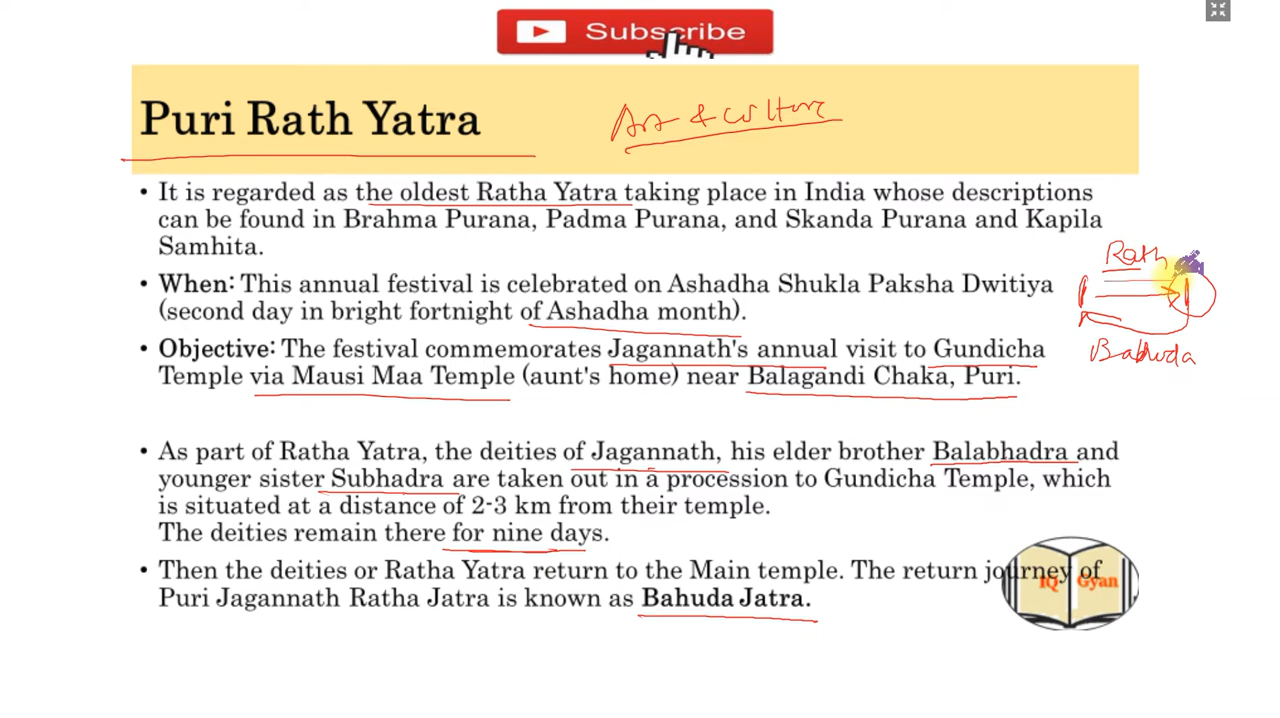 Subscribe
Puri Rath Yatra
Art & culture
• It is regarded as the oldest Ratha Yatra taking place in India whose descriptions
can be found in Brahma Purana, Padma Purana, and Skanda Purana and Kapila
Samhita.
• When: This annual festival is celebrated on Ashadha Shukla Paksha Dwitiya
(second day in bright fortnight of Ashadha month).
Rath
• Objective: The festival commemorates Jagannath's annual visit to Gundicha
Temple via Mausi Maa Temple (aunt's home) near Balagandi Chaka, Puri.
Bahuda
• As part of Ratha Yatra, the deities of Jagannath, his elder brother Balabhadra and
younger sister Subhadra are taken out in a procession to Gundicha Temple, which
is situated at a distance of 2-3 km from their temple.
The deities remain there for nine days.
• Then the deities or Ratha Yatra return to the Main temple. The return journey of
Puri Jagannath Ratha Jatra is known as Bahuda Jatra.
IQ Gyan